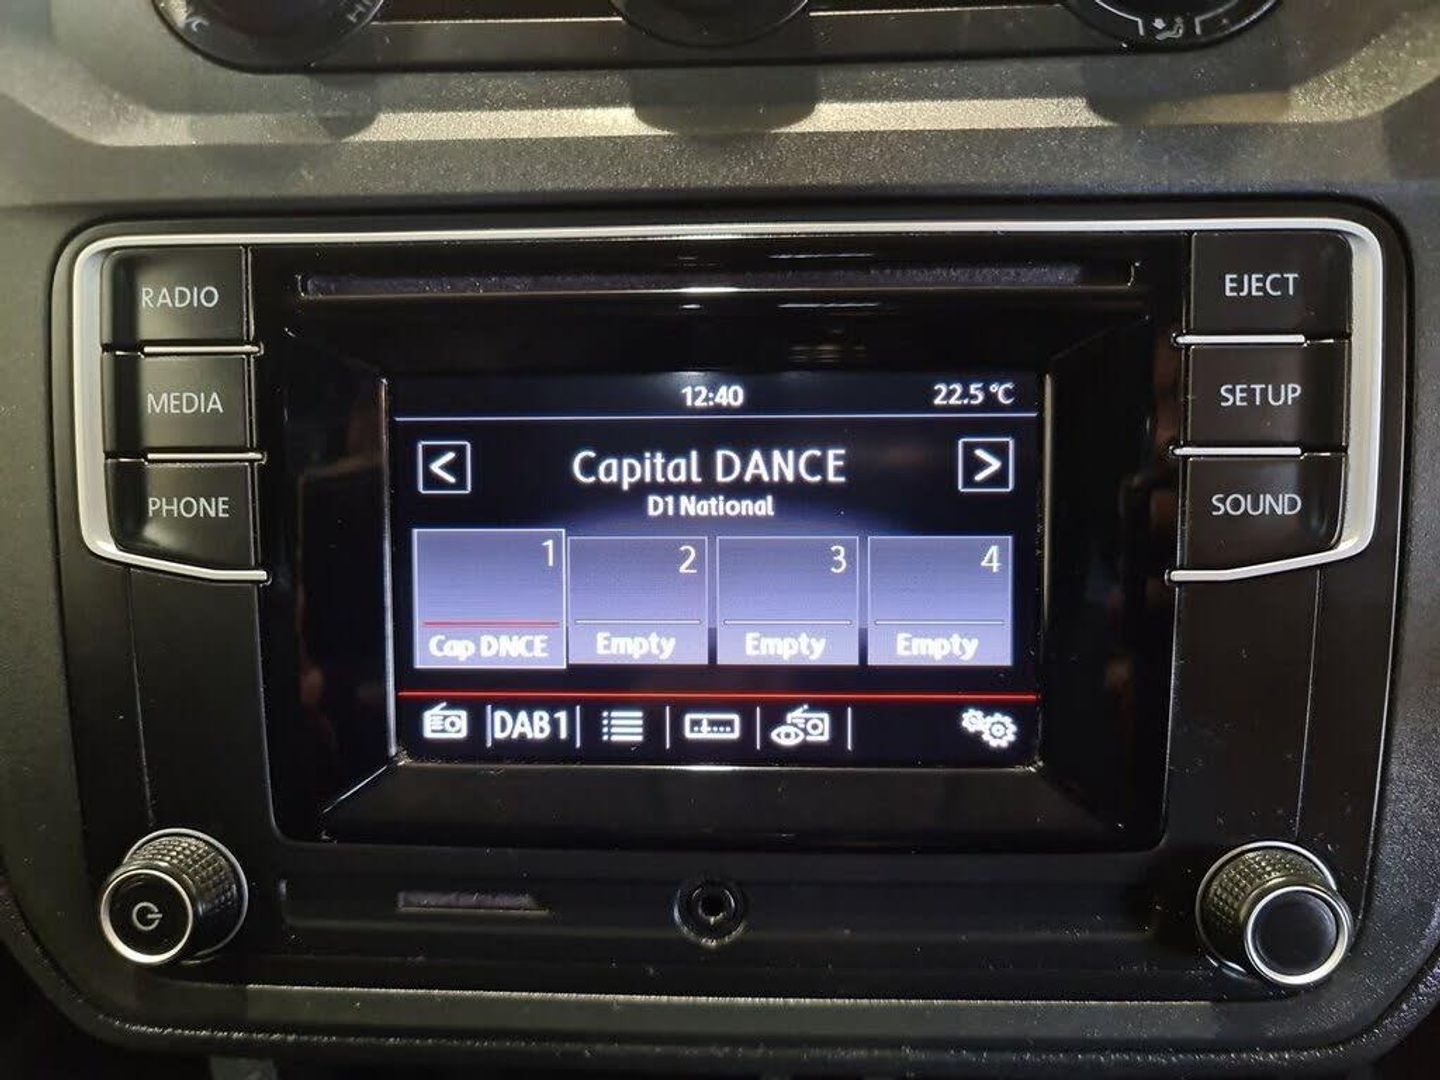 C
HI
RADIO
MEDIA
PHONE
EJECT
SETUP
SOUND
12:40 22.5 °C
< Capital DANCE >
D1 National
1 2 3 4
Cap DNCE Empty Empty Empty
DAB1